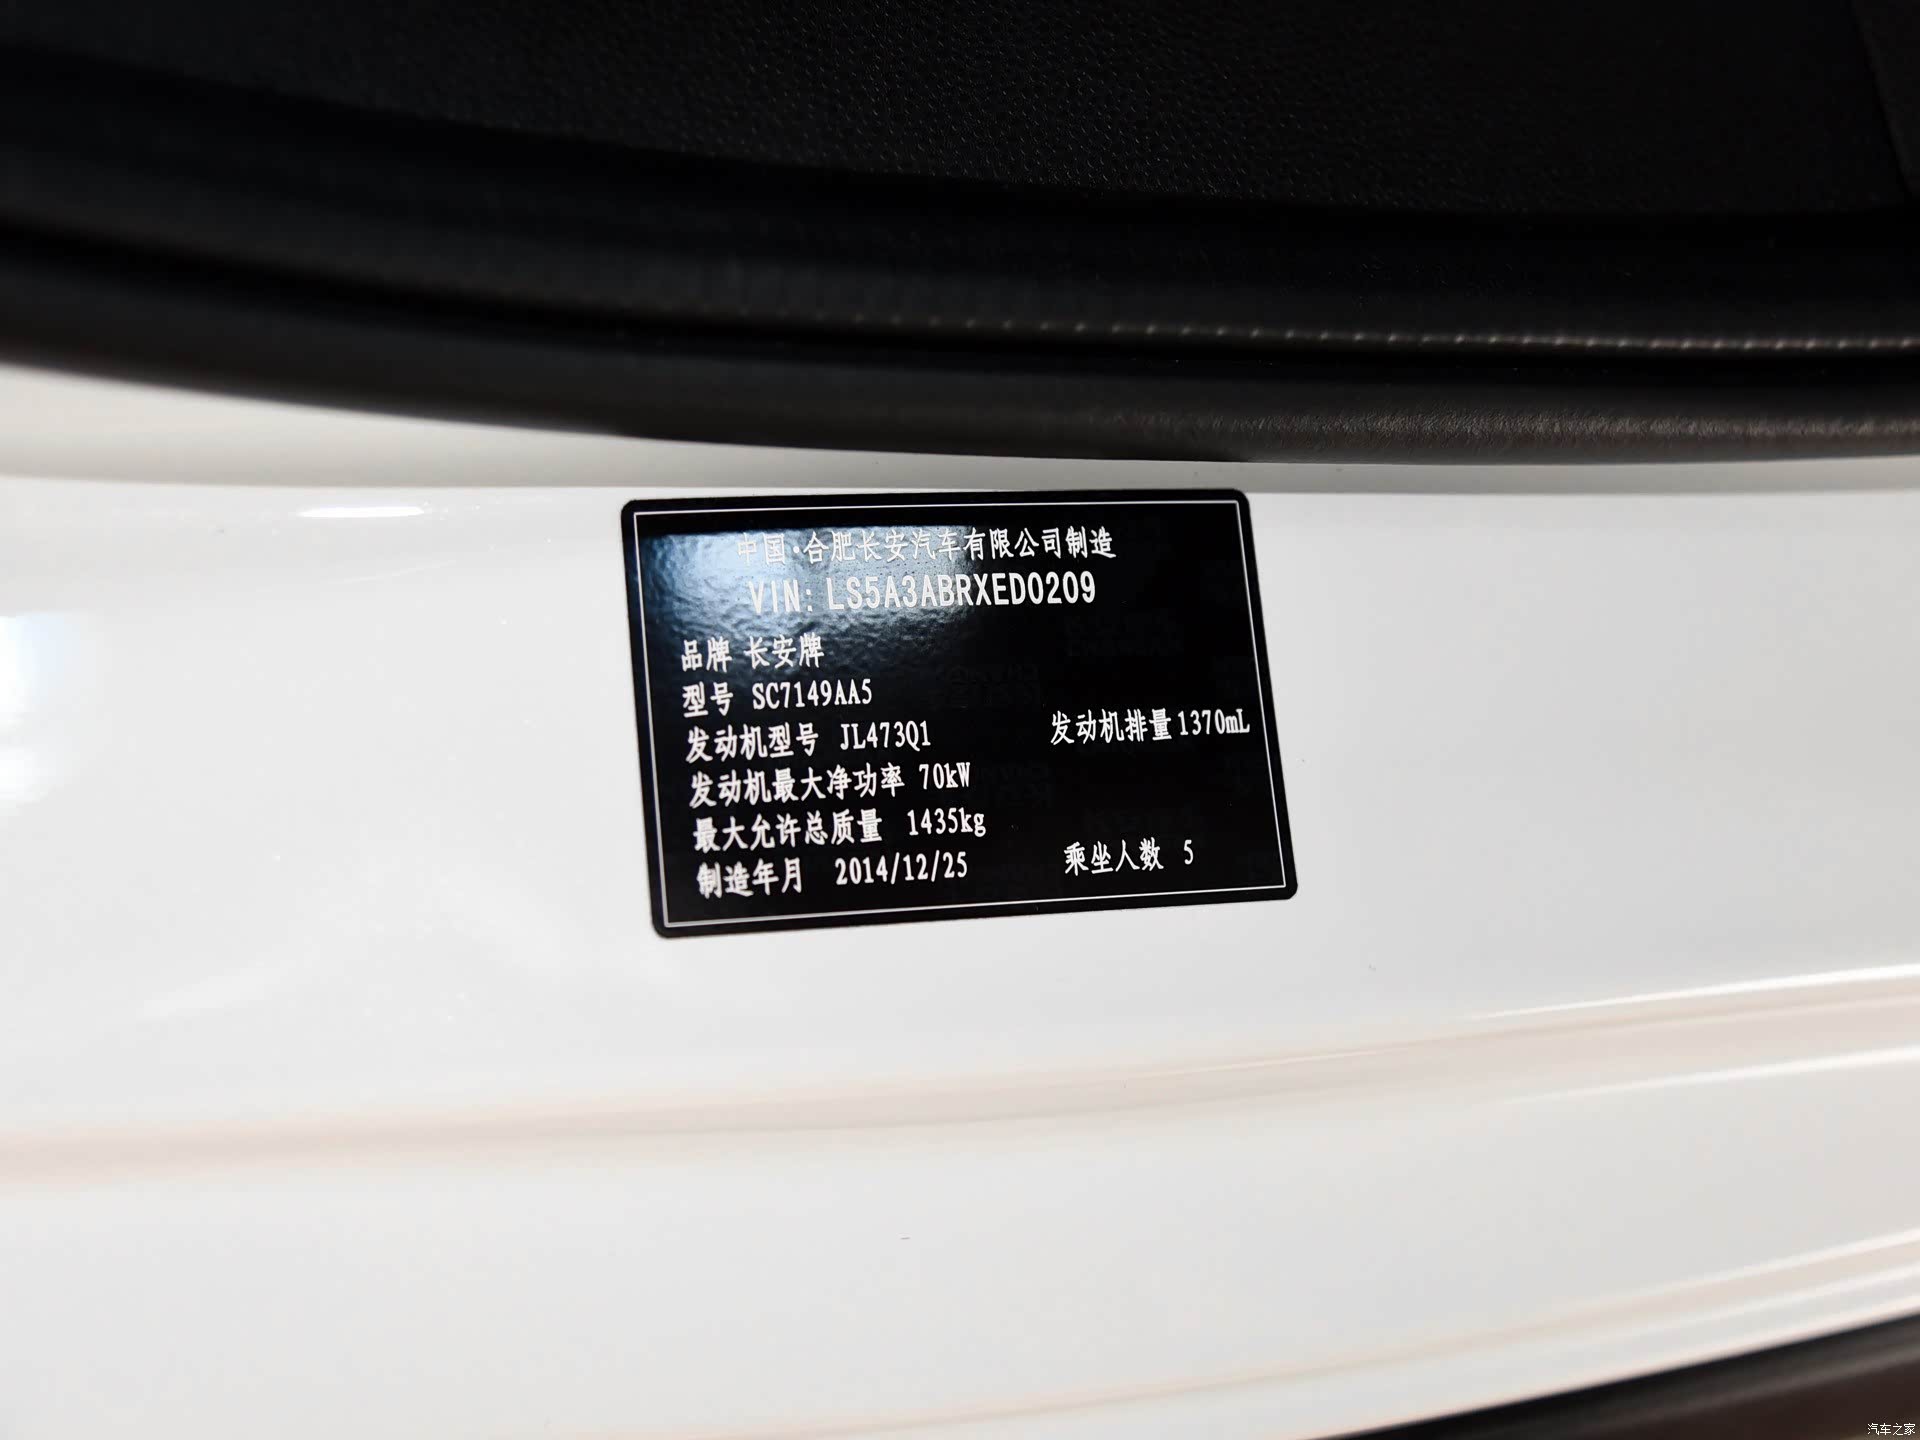 中国·合肥长安汽车有限公司制造
VIN: LS5A3ABRXED0209
品牌 长安牌
型号 SC7149AA5
发动机型号 JL473Q1 发动机排量 1370mL
发动机最大净功率 70kW
最大允许总质量 1435kg
制造年月 2014/12/25 乘坐人数 5
汽车之家